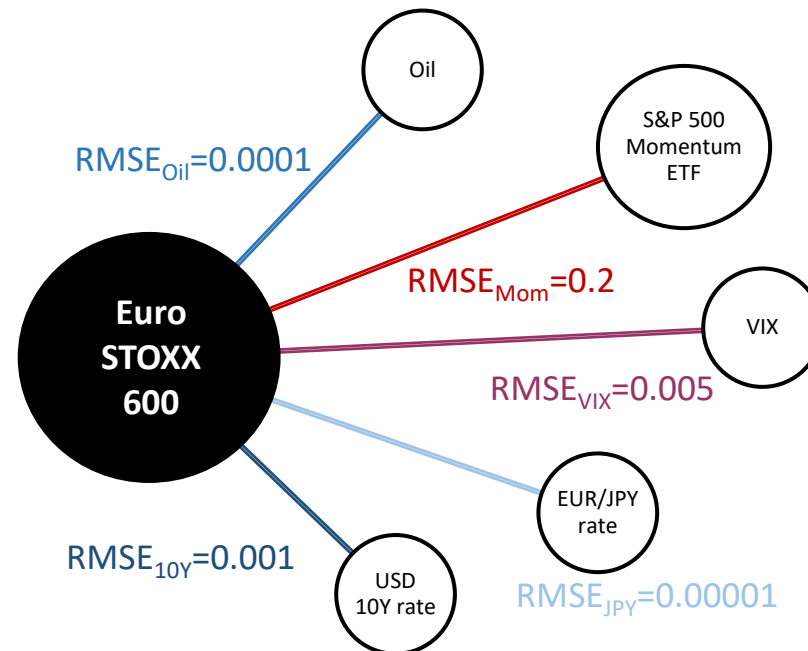 Oil
S&P 500
Momentum
ETF
RMSE_Oil=0.0001
RMSE_Mom=0.2
Euro
STOXX
600
VIX
RMSE_VIX=0.005
EUR/JPY
rate
RMSE_10Y=0.001
USD
10Y rate
RMSE_JPY=0.00001